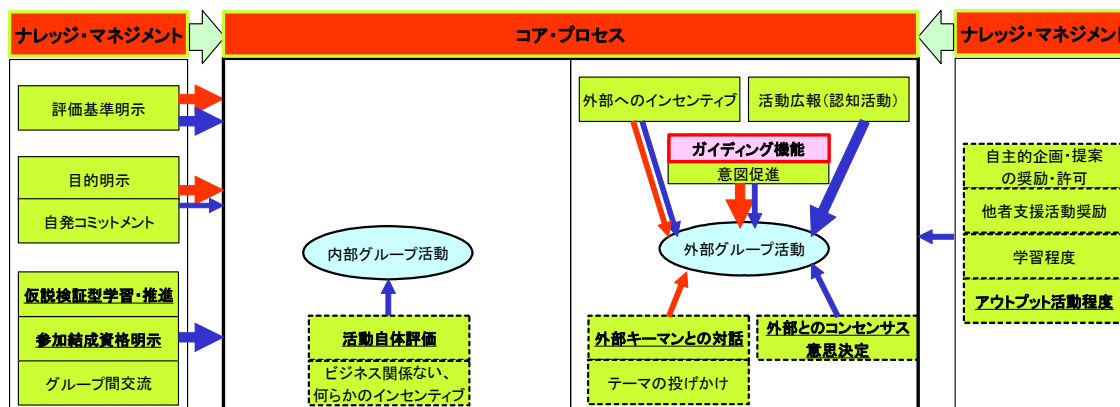 ナレッジ・マネジメント
コア・プロセス
ナレッジ・マネジメント
評価基準明示
目的明示
自発コミットメント
仮説検証型学習・推進
参加結成資格明示
グループ間交流
内部グループ活動
活動自体評価
ビジネス関係ない、
何らかのインセンティブ
外部へのインセンティブ
活動広報(認知活動)
ガイディング機能
意図促進
外部グループ活動
外部キーマンとの対話
テーマの投げかけ
外部とのコンセンサス
意思決定
自主的企画・提案
の奨励・許可
他者支援活動奨励
学習程度
アウトプット活動程度